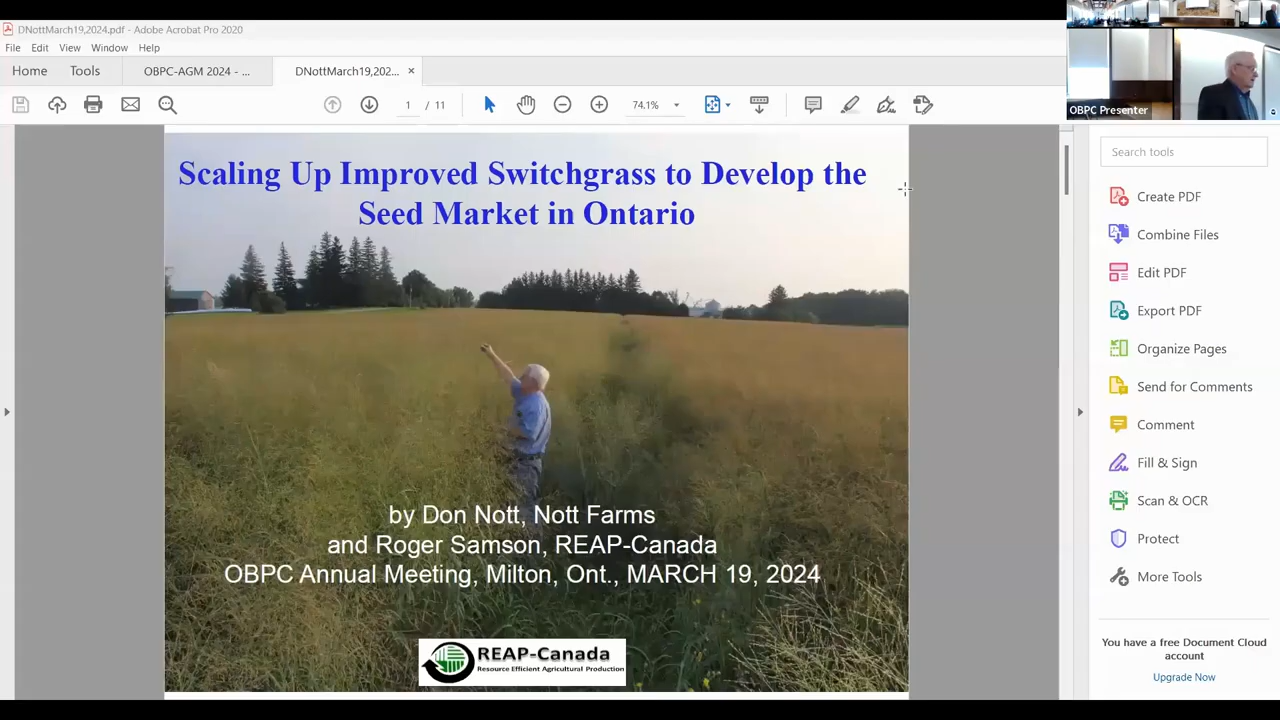 DNottMarch19,2024.pdf - Adobe Acrobat Pro 2020
File Edit View Window Help
Home Tools OBPC-AGM 2024 - ... DNottMarch19,202... ×
1 / 11 74.1%
OBPC Presenter
Search tools
Create PDF
Combine Files
Edit PDF
Export PDF
Organize Pages
Send for Comments
Comment
Fill & Sign
Scan & OCR
Protect
More Tools
You have a free Document Cloud
account
Upgrade Now
Scaling Up Improved Switchgrass to Develop the
Seed Market in Ontario
by Don Nott, Nott Farms
and Roger Samson, REAP-Canada
OBPC Annual Meeting, Milton, Ont., MARCH 19, 2024
REAP-Canada
Resource Efficient Agricultural Production